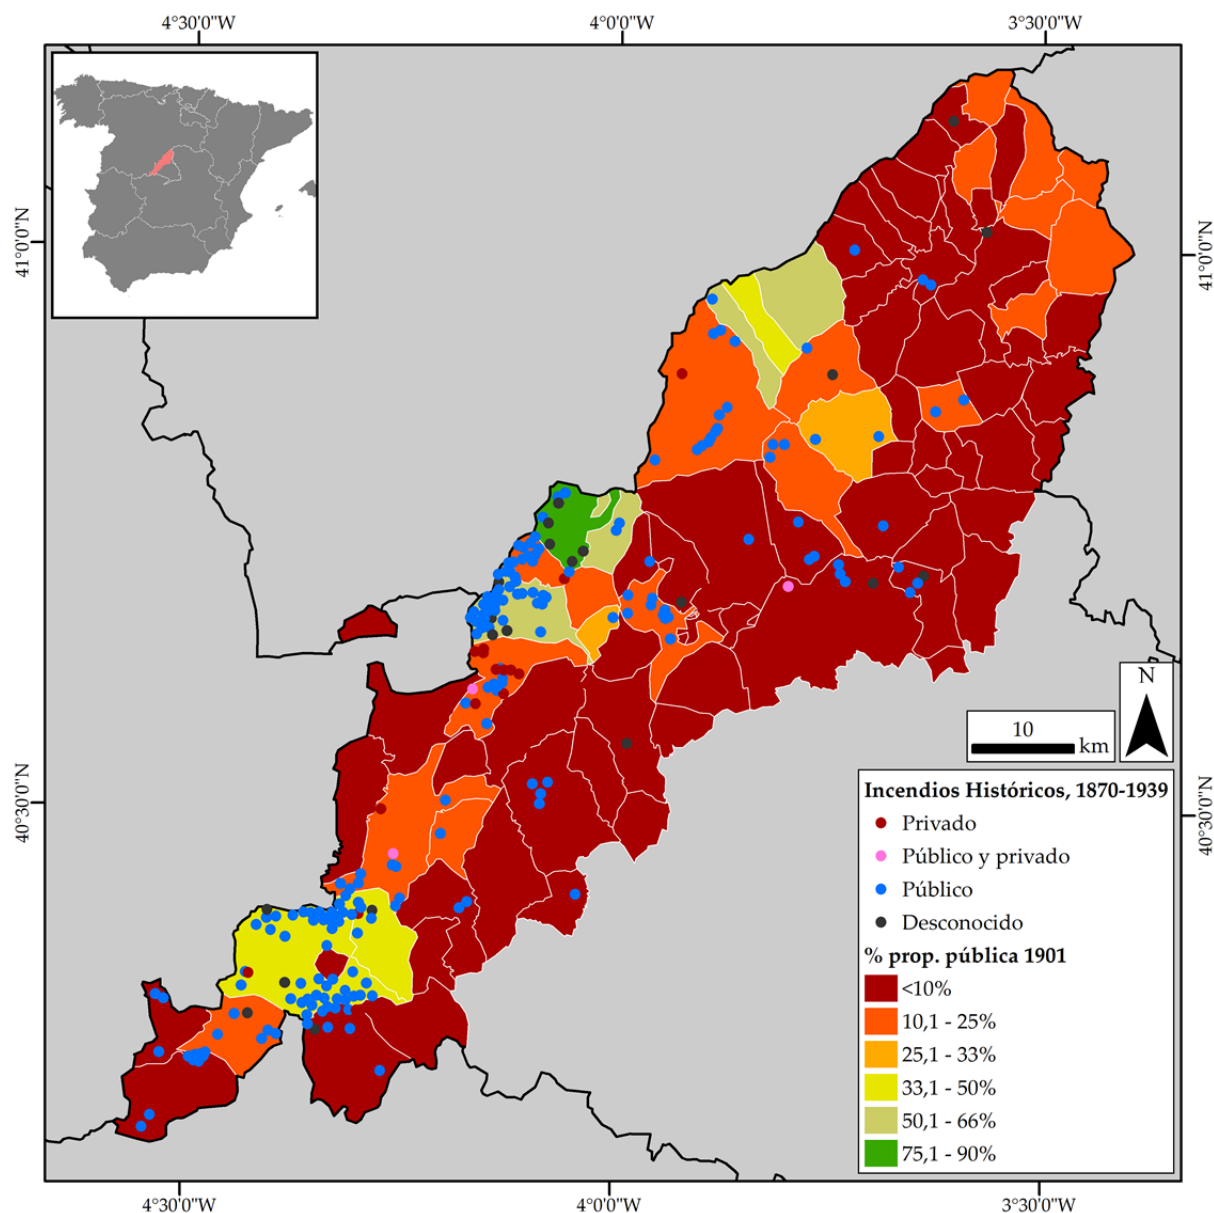 4°30'0"W
4°0'0"W
3°30'0"W
41°0'0"N
41°0'0"N
N
10
km
Incendios Históricos, 1870-1939
Privado
Público y privado
Público
Desconocido
% prop. pública 1901
<10%
10,1 - 25%
25,1 - 33%
33,1 - 50%
50,1 - 66%
75,1 - 90%
40°30'0"N
40°30'0"N
4°30'0"W
4°0'0"W
3°30'0"W